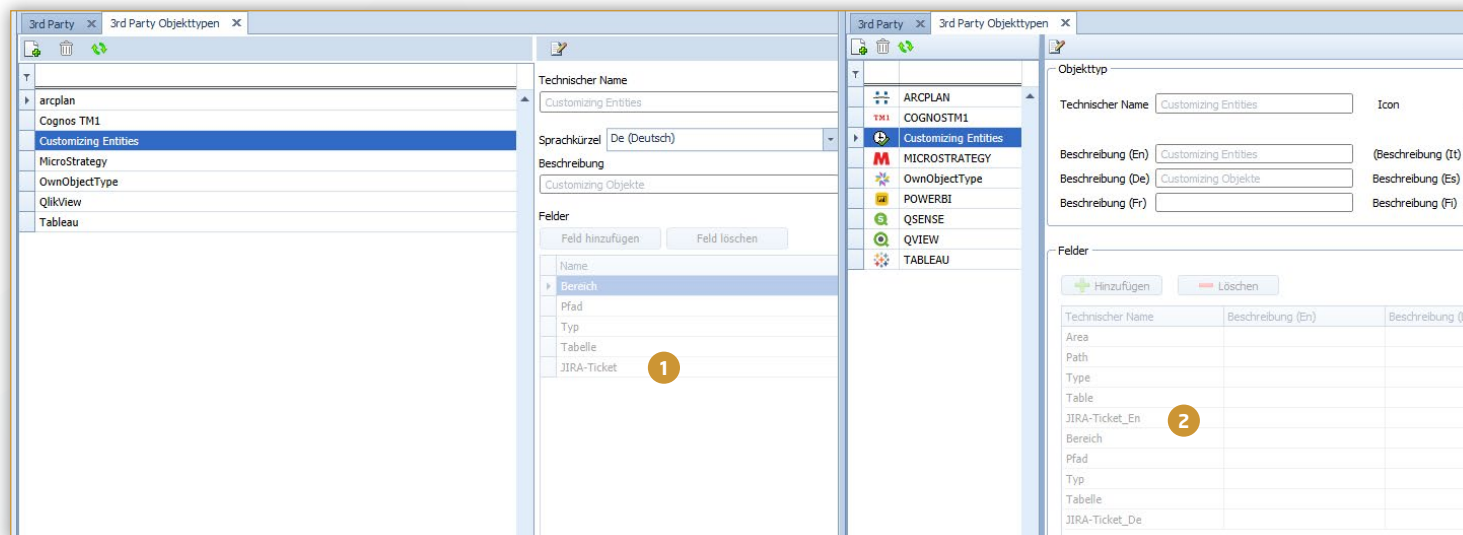 3rd Party
3rd Party Objekttypen
arcplan
Cognos TM1
Customizing Entities
MicroStrategy
OwnObjectType
QlikView
Tableau
Technischer Name
Customizing Entities
Sprachkürzel De (Deutsch)
Beschreibung
Customizing Objekte
Felder
Feld hinzufügen Feld löschen
Name
Bereich
Pfad
Typ
Tabelle
JIRA-Ticket
1
3rd Party
3rd Party Objekttypen
ARCPLAN
TM1 COGNOSTM1
Customizing Entities
MICROSTRATEGY
OwnObjectType
POWERBI
QSENSE
QVIEW
TABLEAU
Objekttyp
Technischer Name Customizing Entities Icon
Beschreibung (En) Customizing Entities (Beschreibung (It)
Beschreibung (De) Customizing Objekte Beschreibung (Es)
Beschreibung (Fr) Beschreibung (Fi)
Felder
Hinzufügen Löschen
Technischer Name Beschreibung (En) Beschreibung (
Area
Path
Type
Table
JIRA-Ticket_En
2
Bereich
Pfad
Typ
Tabelle
JIRA-Ticket_De